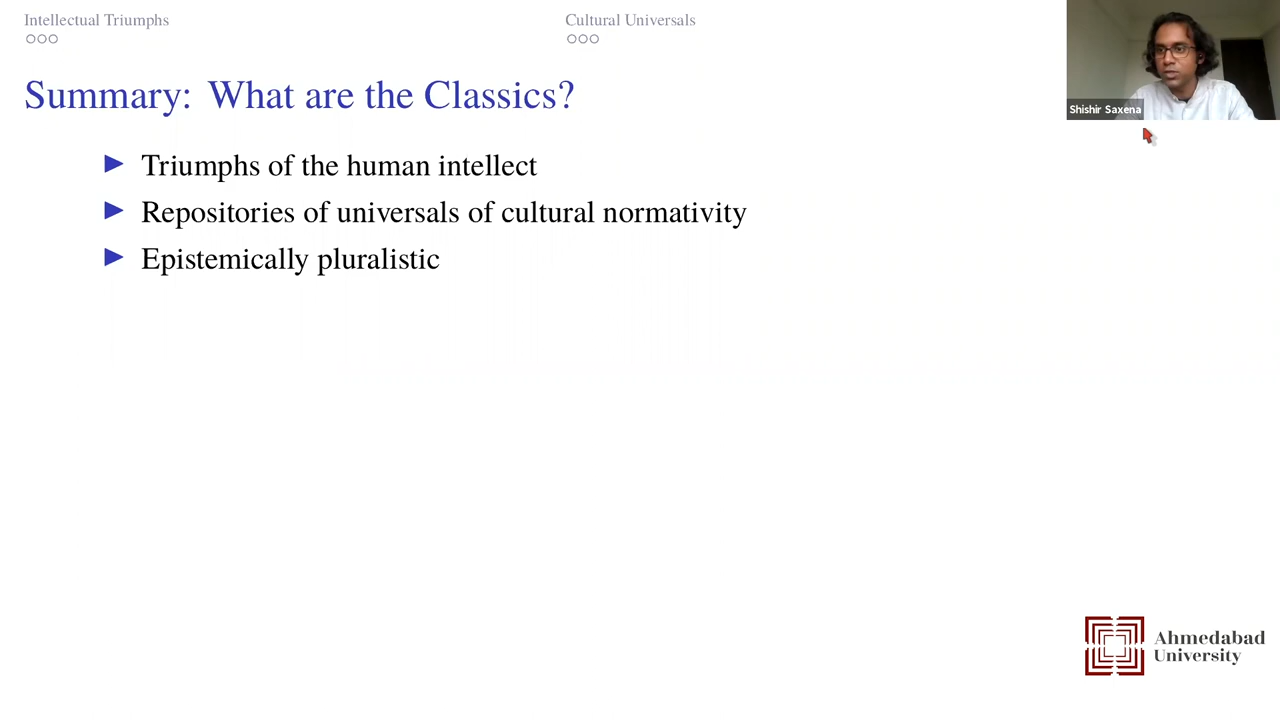 Intellectual Triumphs
Cultural Universals
Shishir Saxena
Summary: What are the Classics?
Triumphs of the human intellect
Repositories of universals of cultural normativity
Epistemically pluralistic
Ahmedabad
University